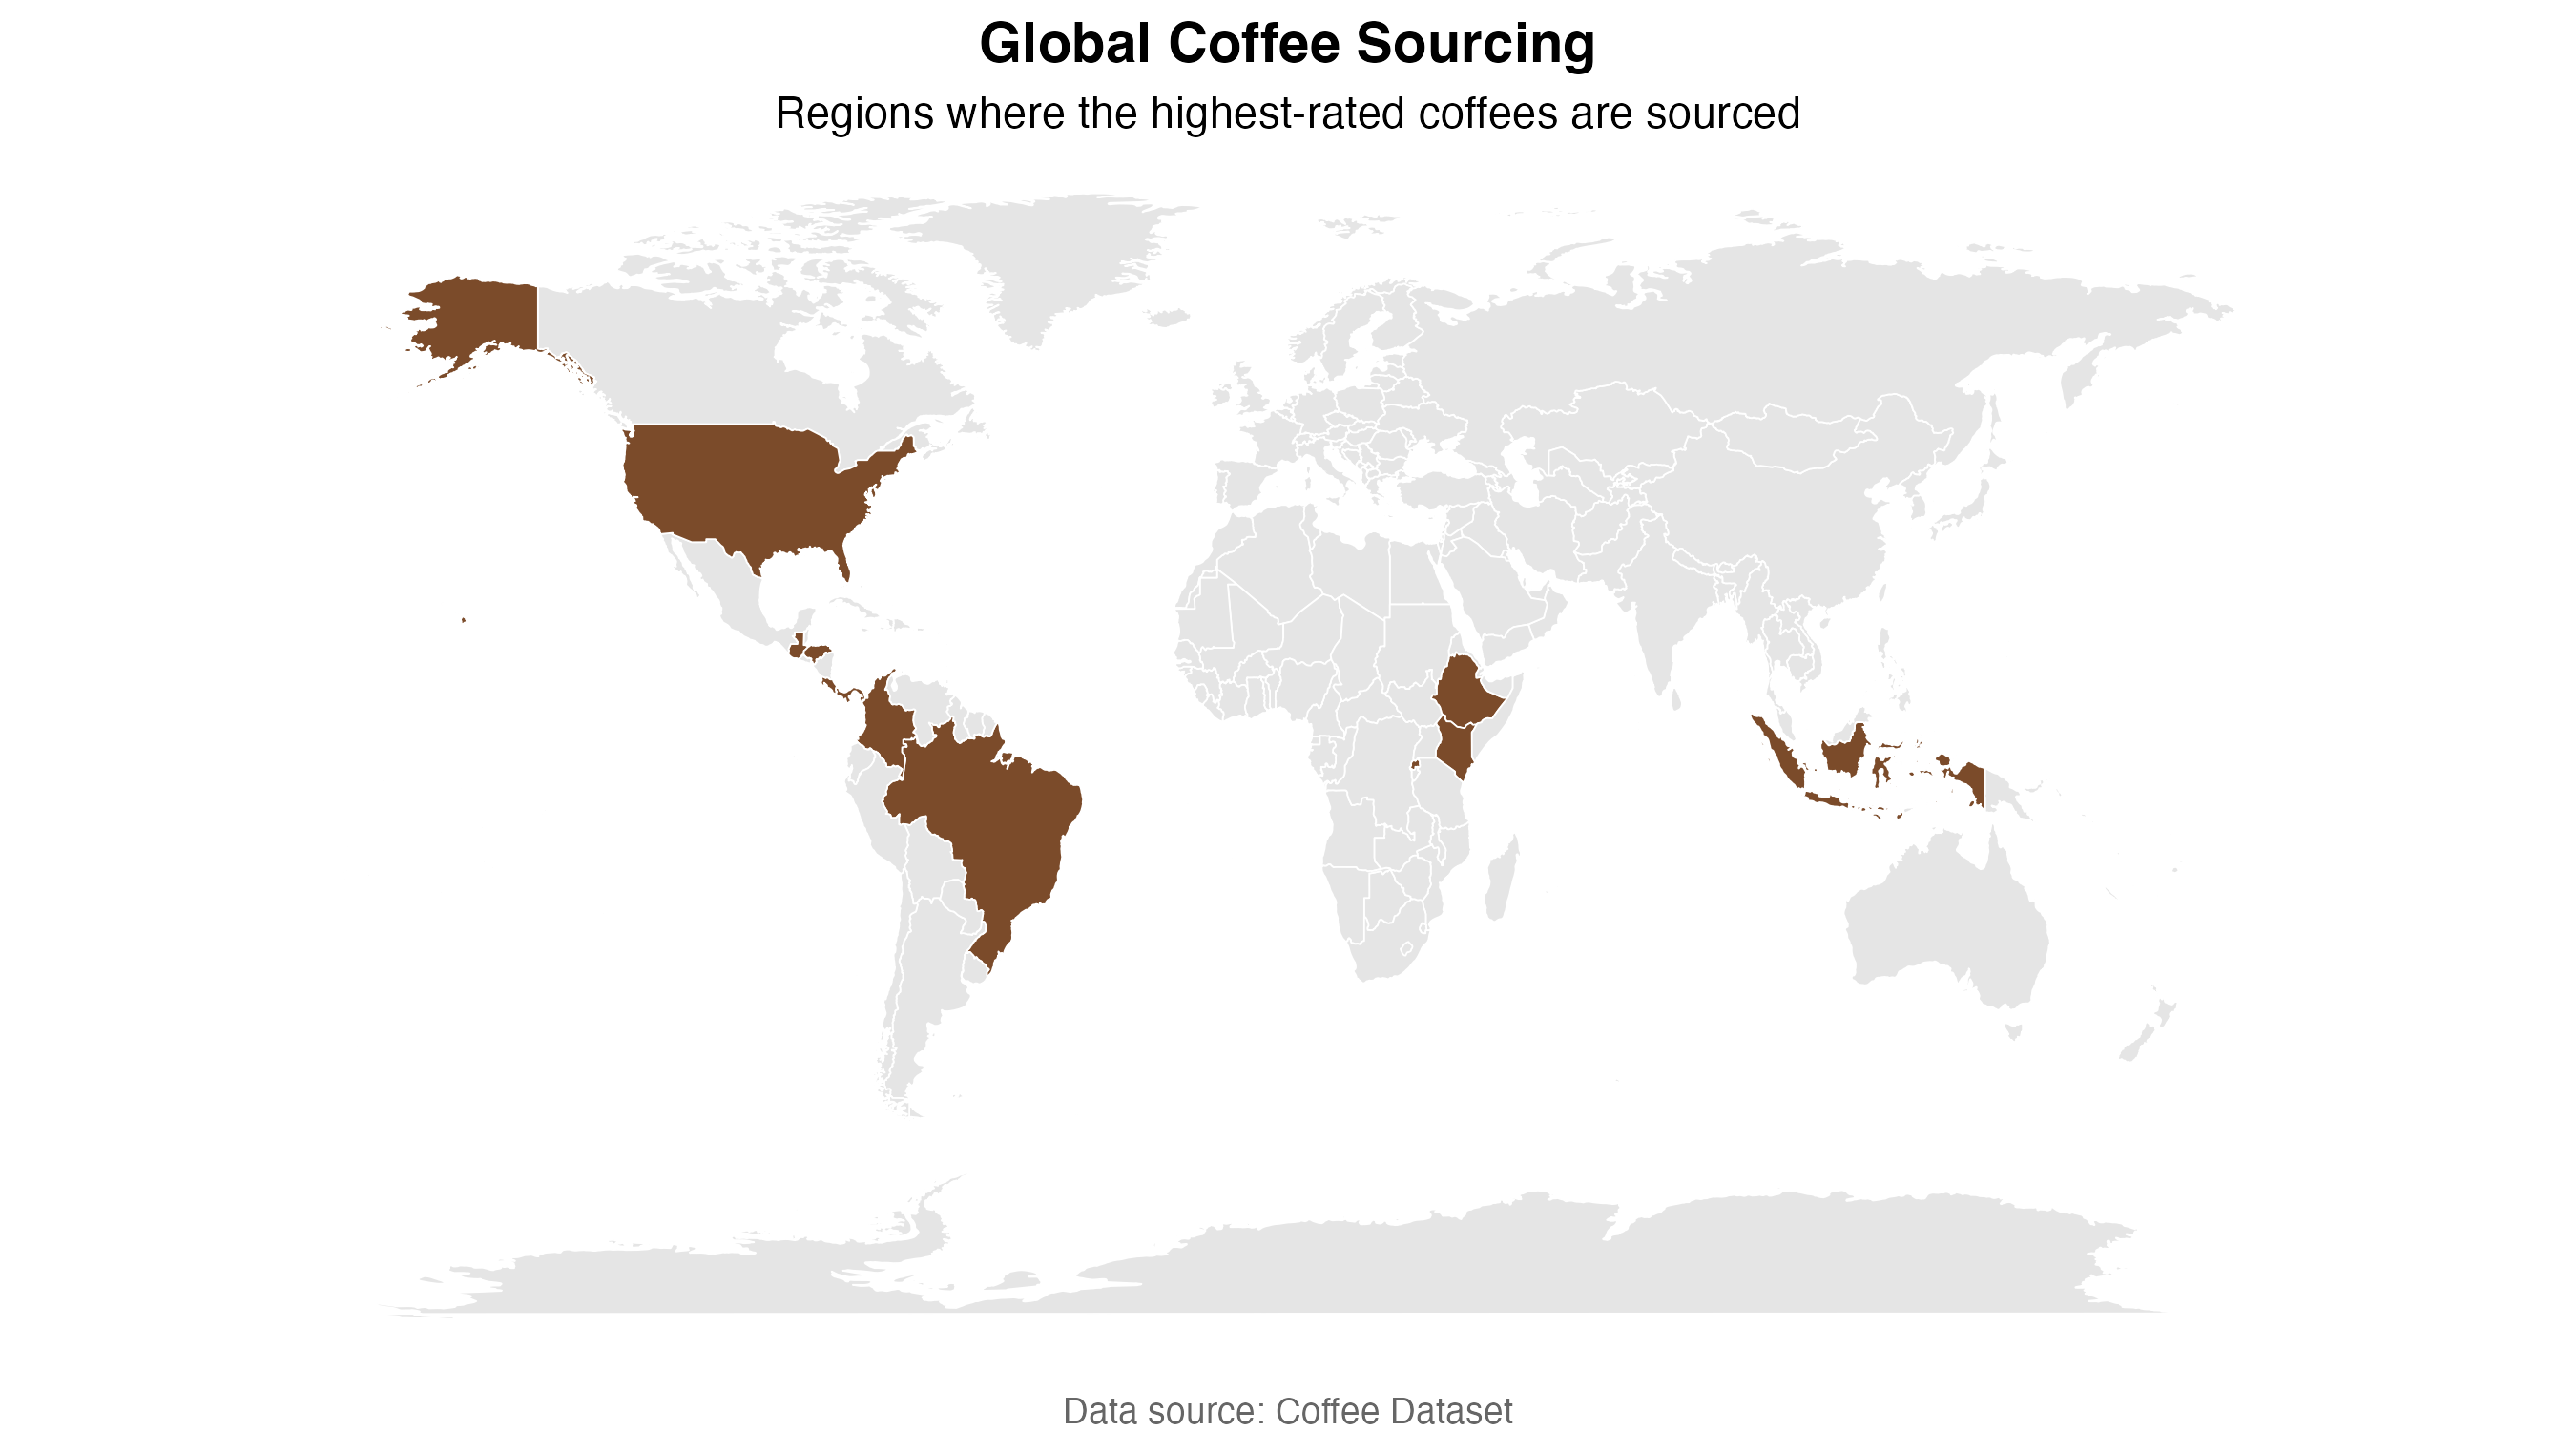 Global Coffee Sourcing
Regions where the highest-rated coffees are sourced
Data source: Coffee Dataset